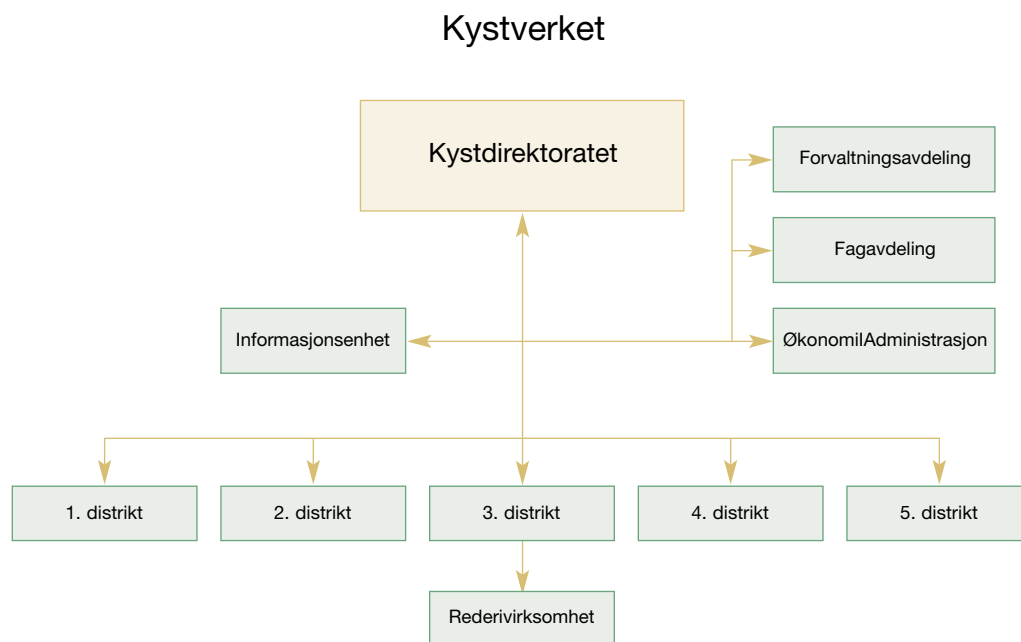 Kystverket
Kystdirektoratet
Forvaltningsavdeling
Fagavdeling
Informasjonsenhet
ØkonomilAdministrasjon
1. distrikt
2. distrikt
3. distrikt
4. distrikt
5. distrikt
Rederivirksomhet